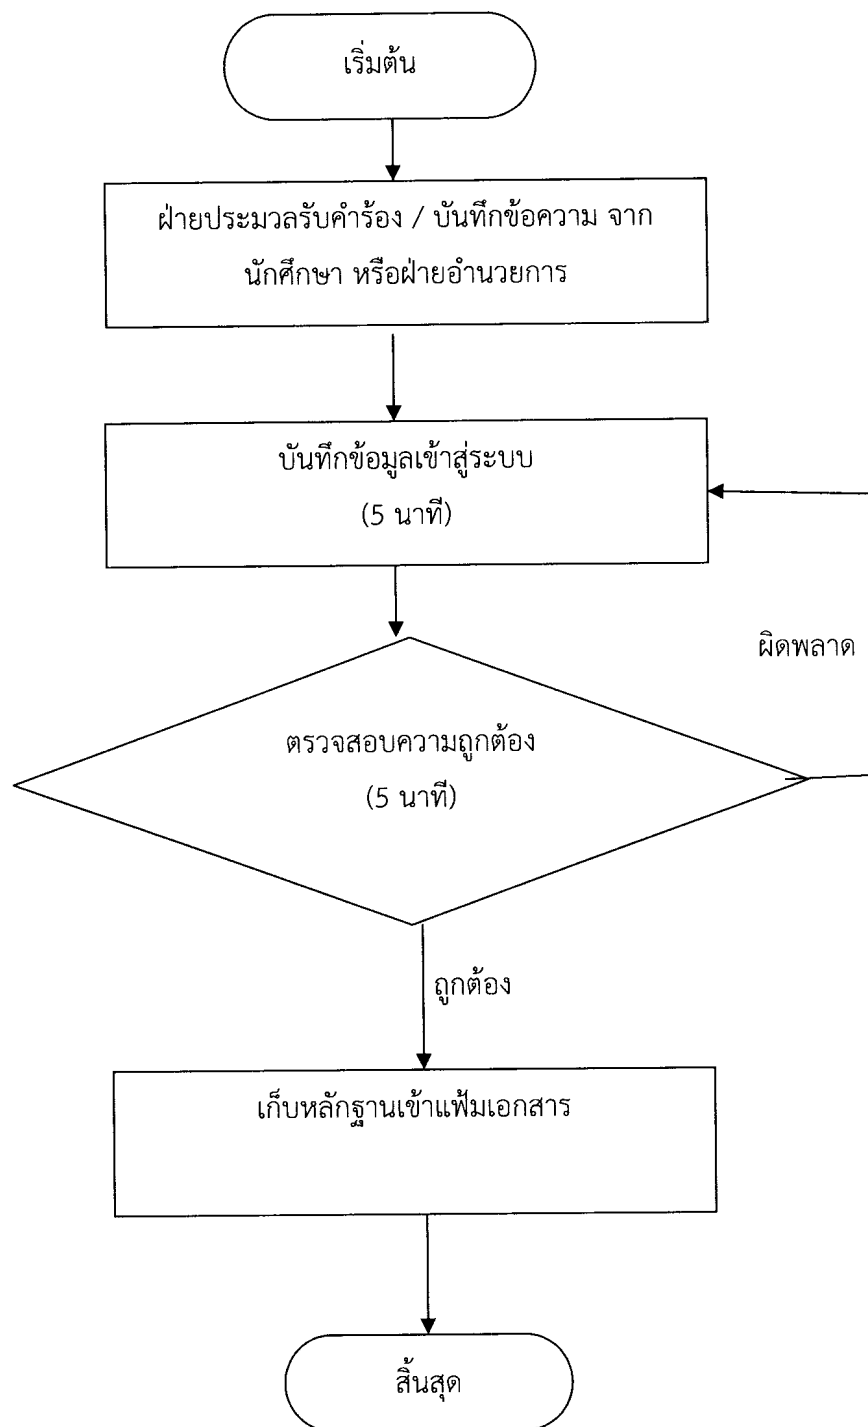 เริ่มต้น
ฝ่ายประมวลรับคำร้อง / บันทึกข้อความ จาก
นักศึกษา หรือฝ่ายอำนวยการ
บันทึกข้อมูลเข้าสู่ระบบ
(5 นาที)
ผิดพลาด
ตรวจสอบความถูกต้อง
(5 นาที)
ถูกต้อง
เก็บหลักฐานเข้าแฟ้มเอกสาร
สิ้นสุด